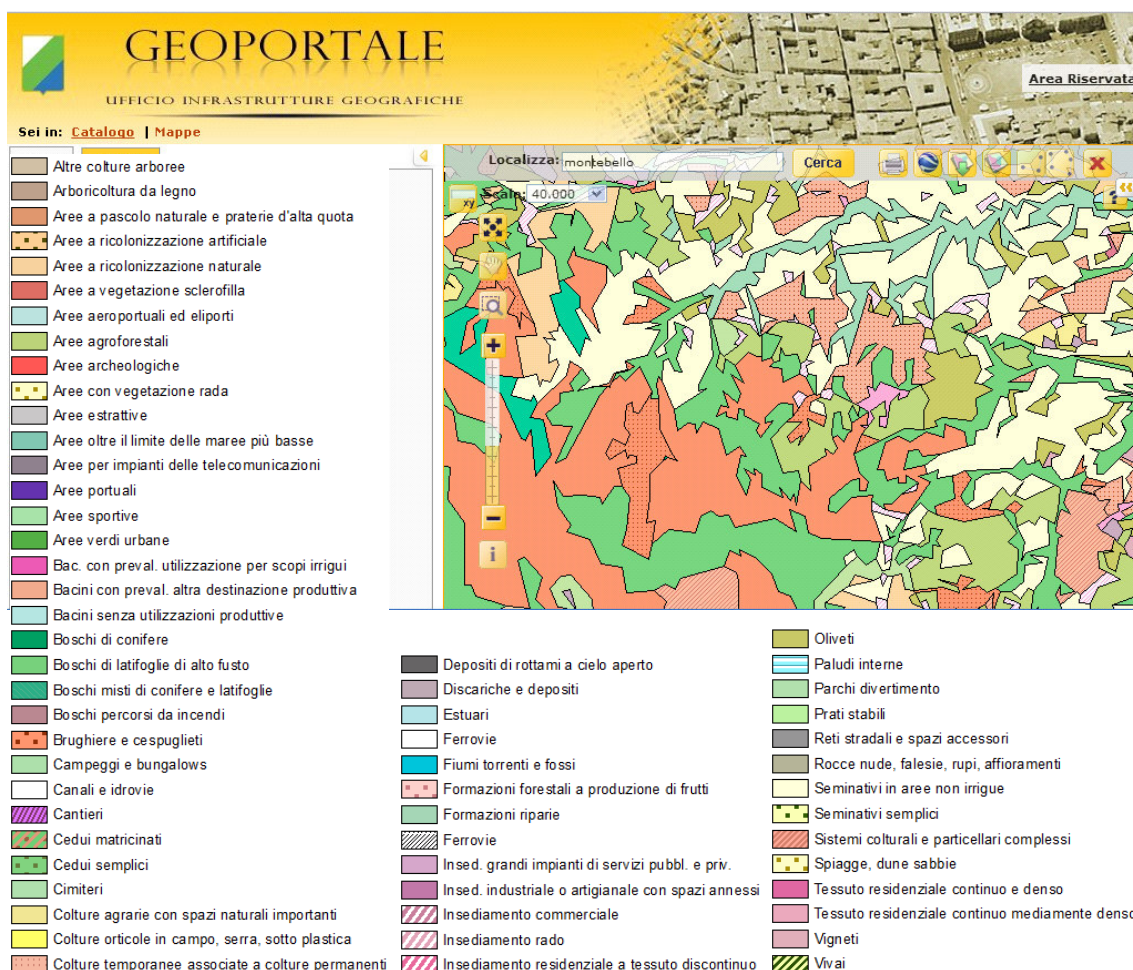 GEOPORTALE
UFFICIO INFRASTRUTTURE GEOGRAFICHE
Area Riservata
Sei in: Catalogo | Mappe
Localizza: montebello Cerca
xy Scale: 40.000
?
i
Altre colture arboree
Arboricoltura da legno
Aree a pascolo naturale e praterie d'alta quota
Aree a ricolonizzazione artificiale
Aree a ricolonizzazione naturale
Aree a vegetazione sclerofilla
Aree aeroportuali ed eliporti
Aree agroforestali
Aree archeologiche
Aree con vegetazione rada
Aree estrattive
Aree oltre il limite delle maree più basse
Aree per impianti delle telecomunicazioni
Aree portuali
Aree sportive
Aree verdi urbane
Bac. con preval. utilizzazione per scopi irrigui
Bacini con preval. altra destinazione produttiva
Bacini senza utilizzazioni produttive
Boschi di conifere
Boschi di latifoglie di alto fusto
Boschi misti di conifere e latifoglie
Boschi percorsi da incendi
Brughiere e cespuglieti
Campeggi e bungalows
Canali e idrovie
Cantieri
Cedui matricinati
Cedui semplici
Cimiteri
Colture agrarie con spazi naturali importanti
Colture orticole in campo, serra, sotto plastica
Colture temporanee associate a colture permanenti
Depositi di rottami a cielo aperto
Discariche e depositi
Estuari
Ferrovie
Fiumi torrenti e fossi
Formazioni forestali a produzione di frutti
Formazioni riparie
Ferrovie
Insed. grandi impianti di servizi pubbl. e priv.
Insed. industriale o artigianale con spazi annessi
Insediamento commerciale
Insediamento rado
Insediamento residenziale a tessuto discontinuo
Oliveti
Paludi interne
Parchi divertimento
Prati stabili
Reti stradali e spazi accessori
Rocce nude, falesie, rupi, affioramenti
Seminativi in aree non irrigue
Seminativi semplici
Sistemi colturali e particellari complessi
Spiagge, dune sabbie
Tessuto residenziale continuo e denso
Tessuto residenziale continuo mediamente denso
Vigneti
Vivai